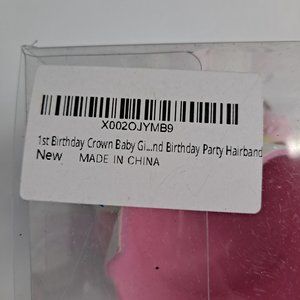 X002OJYMB9
1st Birthday Crown Baby Gi...nd Birthday Party Hairband
New MADE IN CHINA